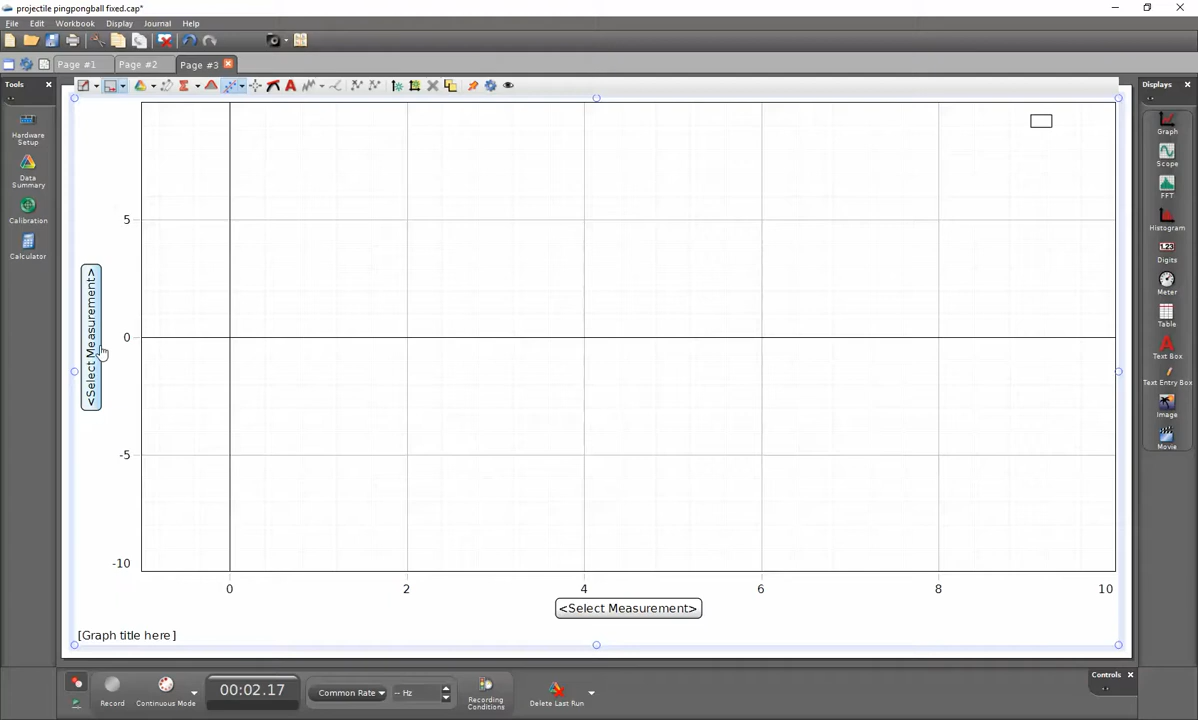 projectile pingpongball fixed.cap*
File Edit Workbook Display Journal Help
Page #1 Page #2 Page #3
Tools
Hardware
Setup
Data
Summary
Calibration
Calculator
<Select Measurement>
5
0
-5
-10
0 2 4 6 8 10
<Select Measurement>
[Graph title here]
Displays
Graph
Scope
FFT
Histogram
1.23
Digits
Meter
Table
Text Box
Text Entry Box
Image
Movie
Record
Continuous Mode
00:02.17
Common Rate
-- Hz
Recording
Conditions
Delete Last Run
Controls